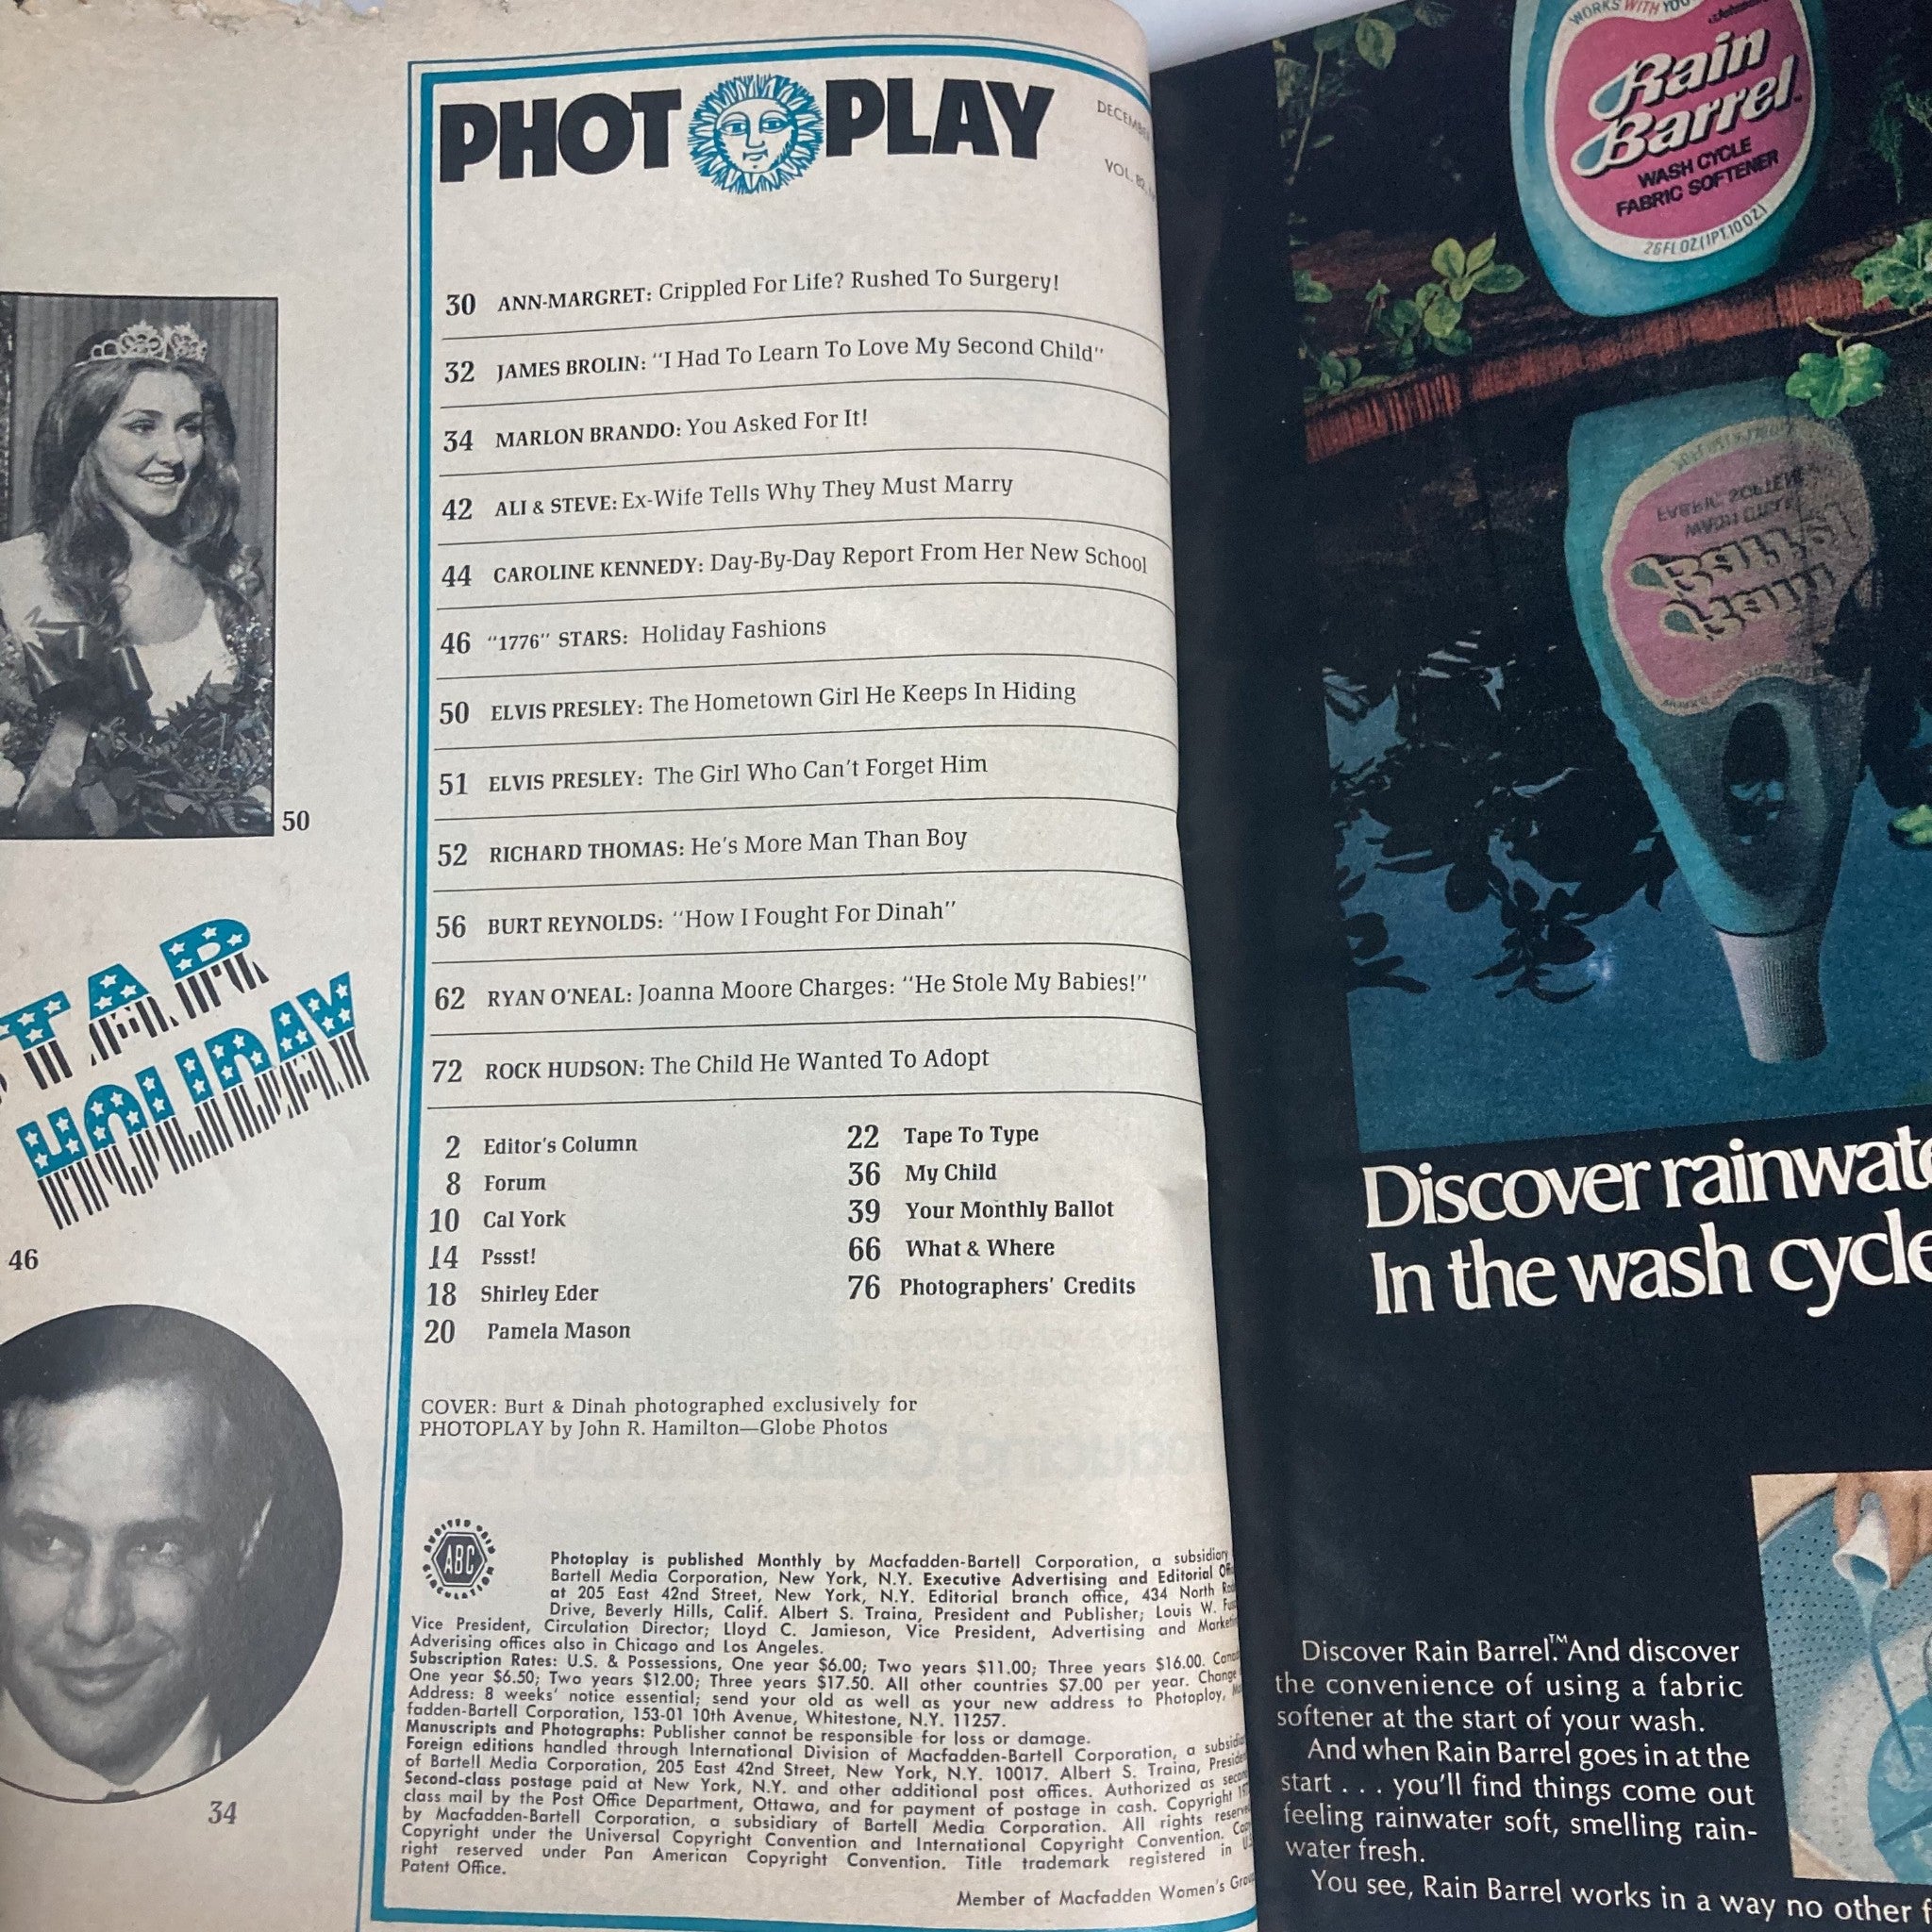 50
STAR
HOLIDAY
46
34
PHOTOPLAY
DECEMBER
VOL. 82,
30 ANN-MARGRET: Crippled For Life? Rushed To Surgery!
32 JAMES BROLIN: "I Had To Learn To Love My Second Child"
34 MARLON BRANDO: You Asked For It!
42 ALI & STEVE: Ex-Wife Tells Why They Must Marry
44 CAROLINE KENNEDY: Day-By-Day Report From Her New School
46 "1776" STARS: Holiday Fashions
50 ELVIS PRESLEY: The Hometown Girl He Keeps In Hiding
51 ELVIS PRESLEY: The Girl Who Can't Forget Him
52 RICHARD THOMAS: He's More Man Than Boy
56 BURT REYNOLDS: "How I Fought For Dinah"
62 RYAN O'NEAL: Joanna Moore Charges: "He Stole My Babies!"
72 ROCK HUDSON: The Child He Wanted To Adopt
2 Editor's Column
8 Forum
10 Cal York
14 Pssst!
18 Shirley Eder
20 Pamela Mason
22 Tape To Type
36 My Child
39 Your Monthly Ballot
66 What & Where
76 Photographers' Credits
COVER: Burt & Dinah photographed exclusively for
PHOTOPLAY by John R. Hamilton—Globe Photos
AUDITED ABC CIRCULATION
Photoplay is published Monthly by Macfadden-Bartell Corporation, a subsidiary
Bartell Media Corporation, New York, N.Y. Executive Advertising and Editorial
at 205 East 42nd Street, New York, N.Y. Editorial branch office, 434 North
Drive, Beverly Hills, Calif. Albert S. Traina, President and Publisher; Louis W.
Vice President, Circulation Director; Lloyd C. Jamieson, Vice President, Advertising and
Adverising offices also in Chicago and Los Angeles.
Subscription Rates: U.S. & Possessions, One year $6.00; Two years $11.00; Three years $16.00.
One year $6.50; Two years $12.00; Three years $17.50. All other countries $7.00 per year. Change
Address: 8 weeks' notice essential; send your old as well as your new address to Photoploy,
fadden-Bartell Corporation, 153-01 10th Avenue, Whitestone, N.Y. 11257.
Manuscripts and Photographs: Publisher cannot be responsible for loss or damage.
Foreign editions handled through International Division of Macfadden-Bartell Corporation, a
of Bartell Media Corporation, 205 East 42nd Street, New York, N.Y. 10017. Albert S. Traina,
Second-class postage paid at New York, N.Y. and other additional post offices. Authorized as
class mail by the Post Office Department, Ottawa, and for payment of postage in cash. Copyright
by Macfadden-Bartell Corporation, a subsidiary of Bartell Media Corporation. All rights
Copyright under the Universal Copyright Convention and International Copyright Convention.
right reserved under Pan American Copyright Convention. Title trademark registered in
Patent Office.
Member of Macfadden Women's
WORKS WITH YOU
Rain
Barrel™
WASH CYCLE
FABRIC SOFTENER
26 FL OZ (1 PT. 10 OZ)
Discover rainwate
In the wash cycle
Discover Rain Barrel.™ And discover
the convenience of using a fabric
softener at the start of your wash.
And when Rain Barrel goes in at the
start . . . you'll find things come out
feeling rainwater soft, smelling rain-
water fresh.
You see, Rain Barrel works in a way no other f